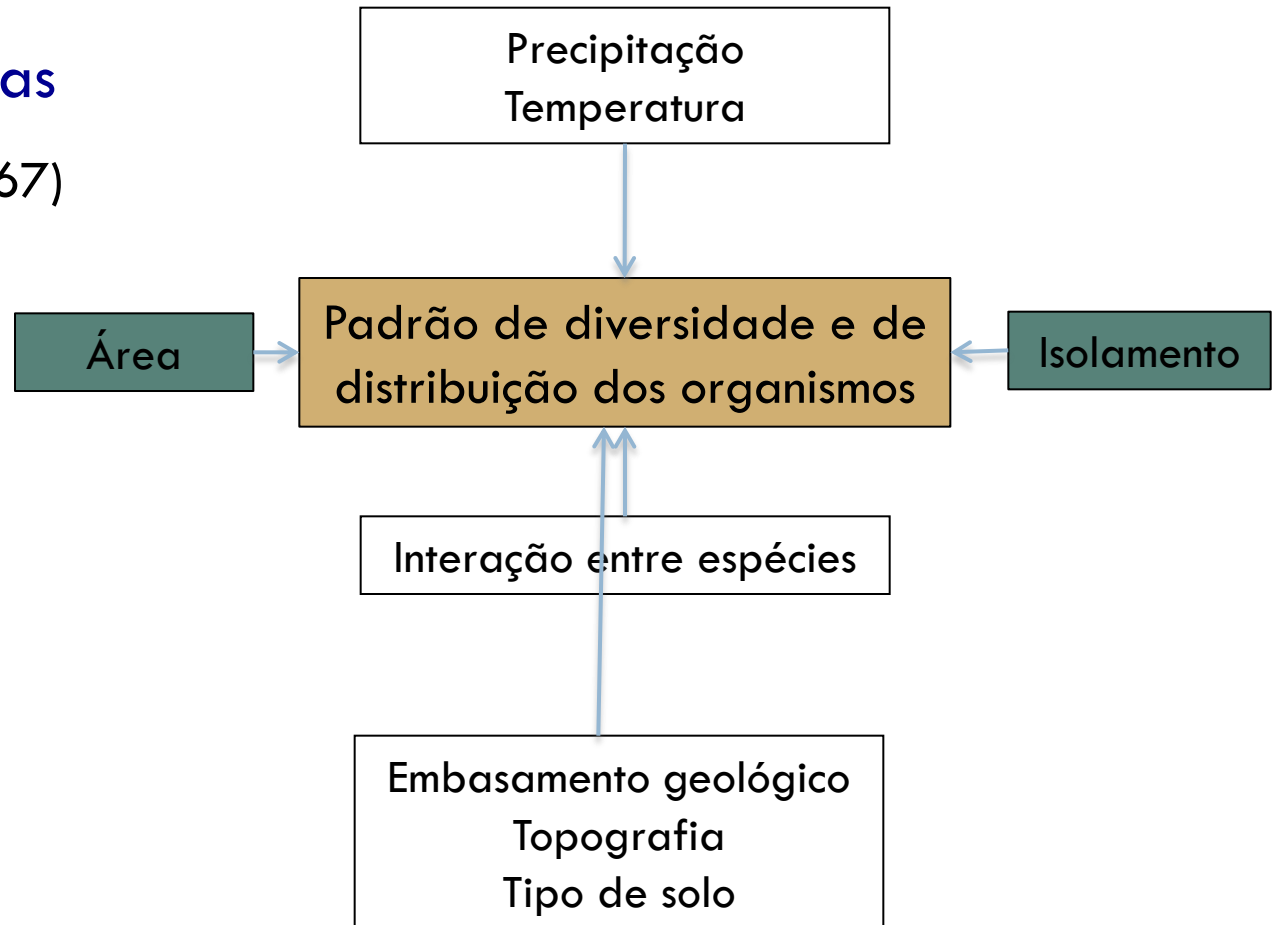 as
67)
Precipitação
Temperatura
Área
Padrão de diversidade e de
distribuição dos organismos
Isolamento
Interação entre espécies
Embasamento geológico
Topografia
Tipo de solo